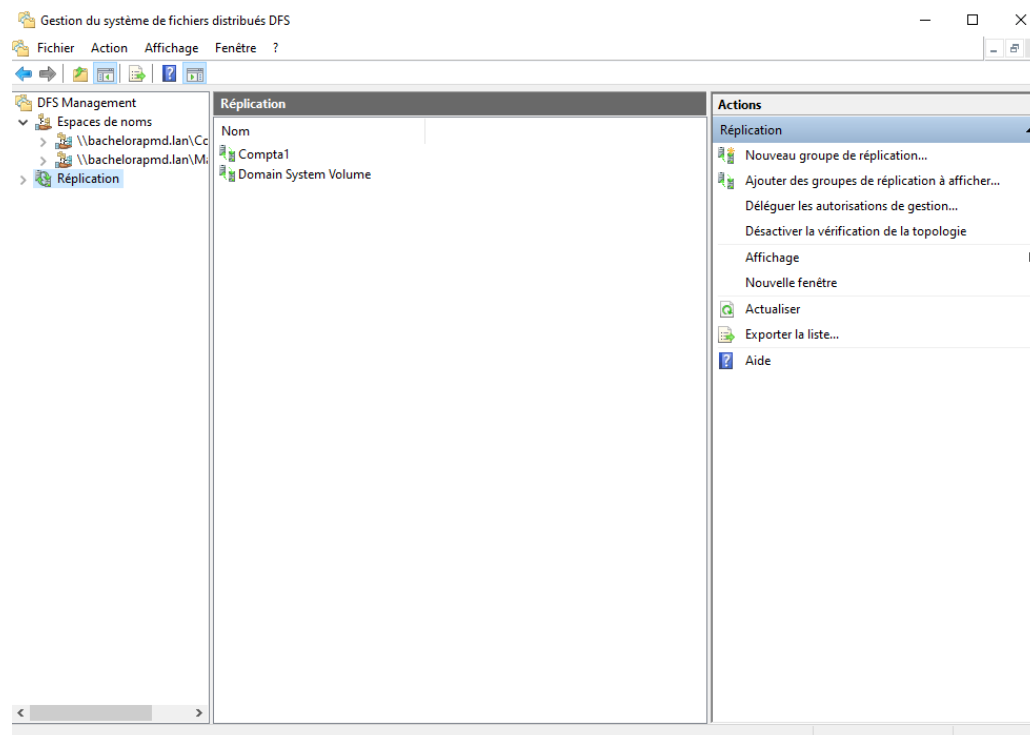 Gestion du système de fichiers distribués DFS
Fichier Action Affichage Fenêtre ?
DFS Management
Espaces de noms
\\bachelorapmd.lan\Cc
\\bachelorapmd.lan\M
Réplication
Réplication
Nom
Compta1
Domain System Volume
Actions
Réplication
Nouveau groupe de réplication...
Ajouter des groupes de réplication à afficher...
Déléguer les autorisations de gestion...
Désactiver la vérification de la topologie
Affichage
Nouvelle fenêtre
Actualiser
Exporter la liste...
Aide